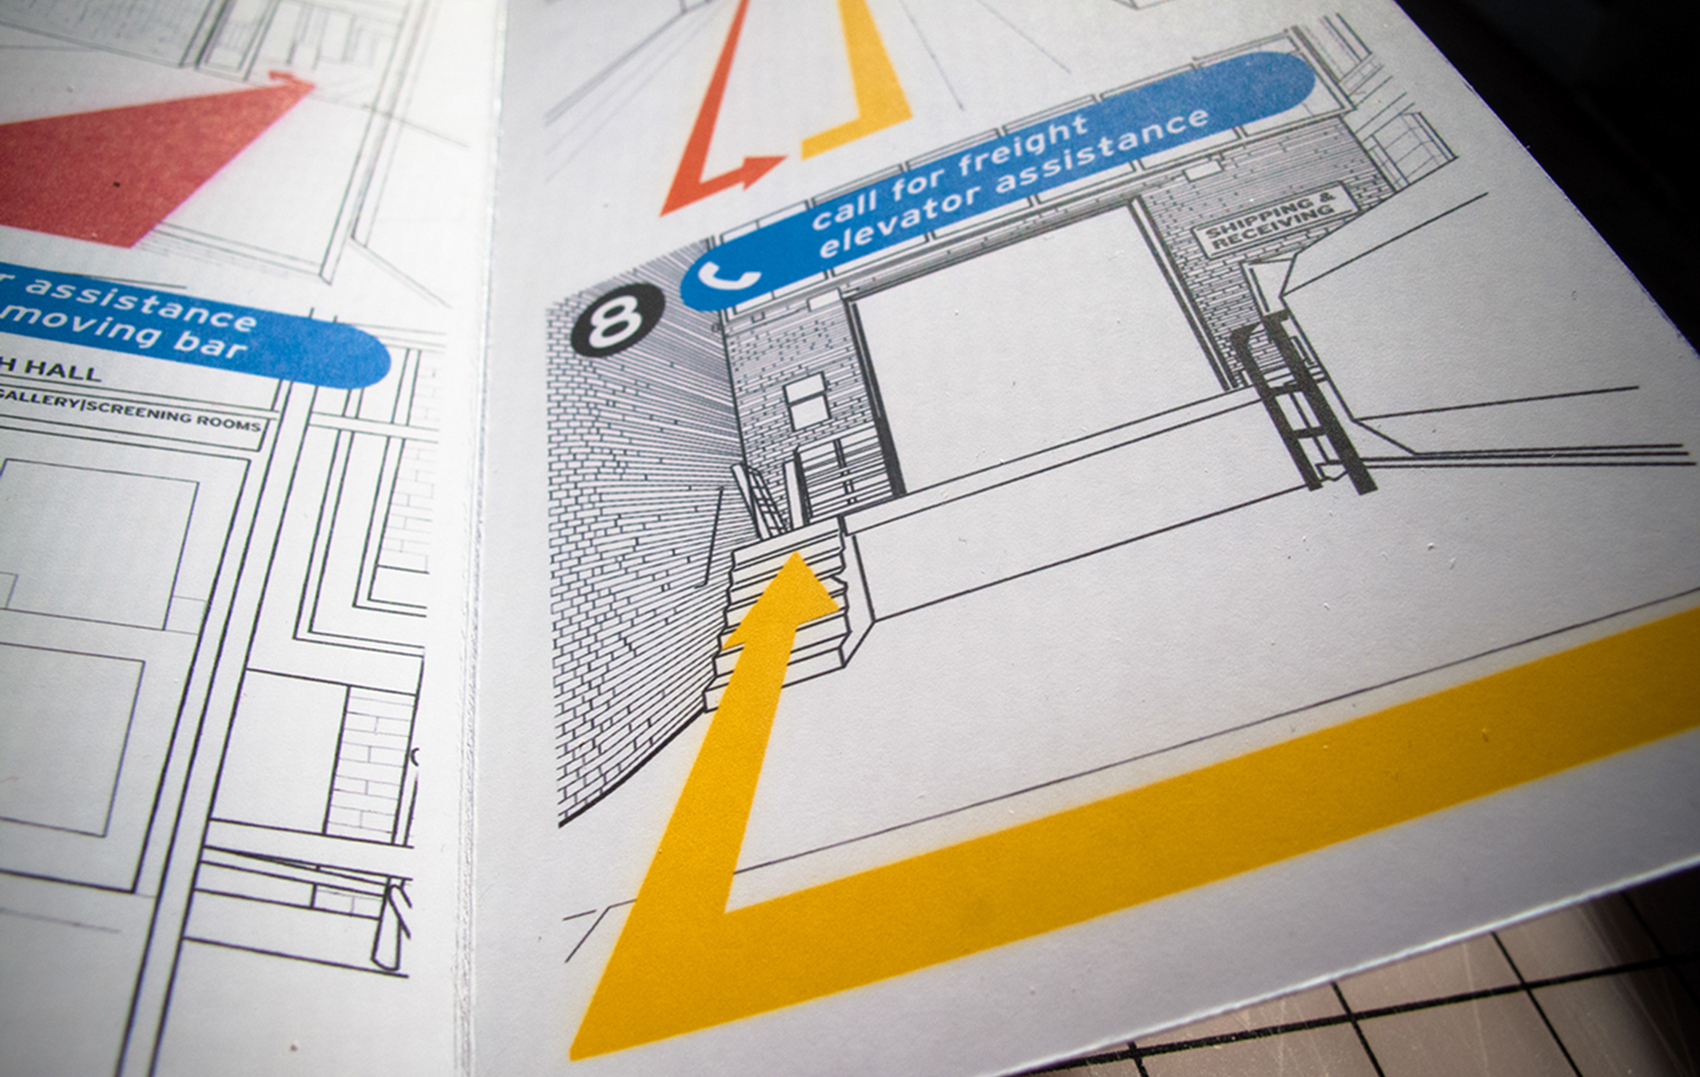 r assistance
moving bar
H HALL
GALLERY|SCREENING ROOMS
call for freight
elevator assistance
8
SHIPPING &
RECEIVING